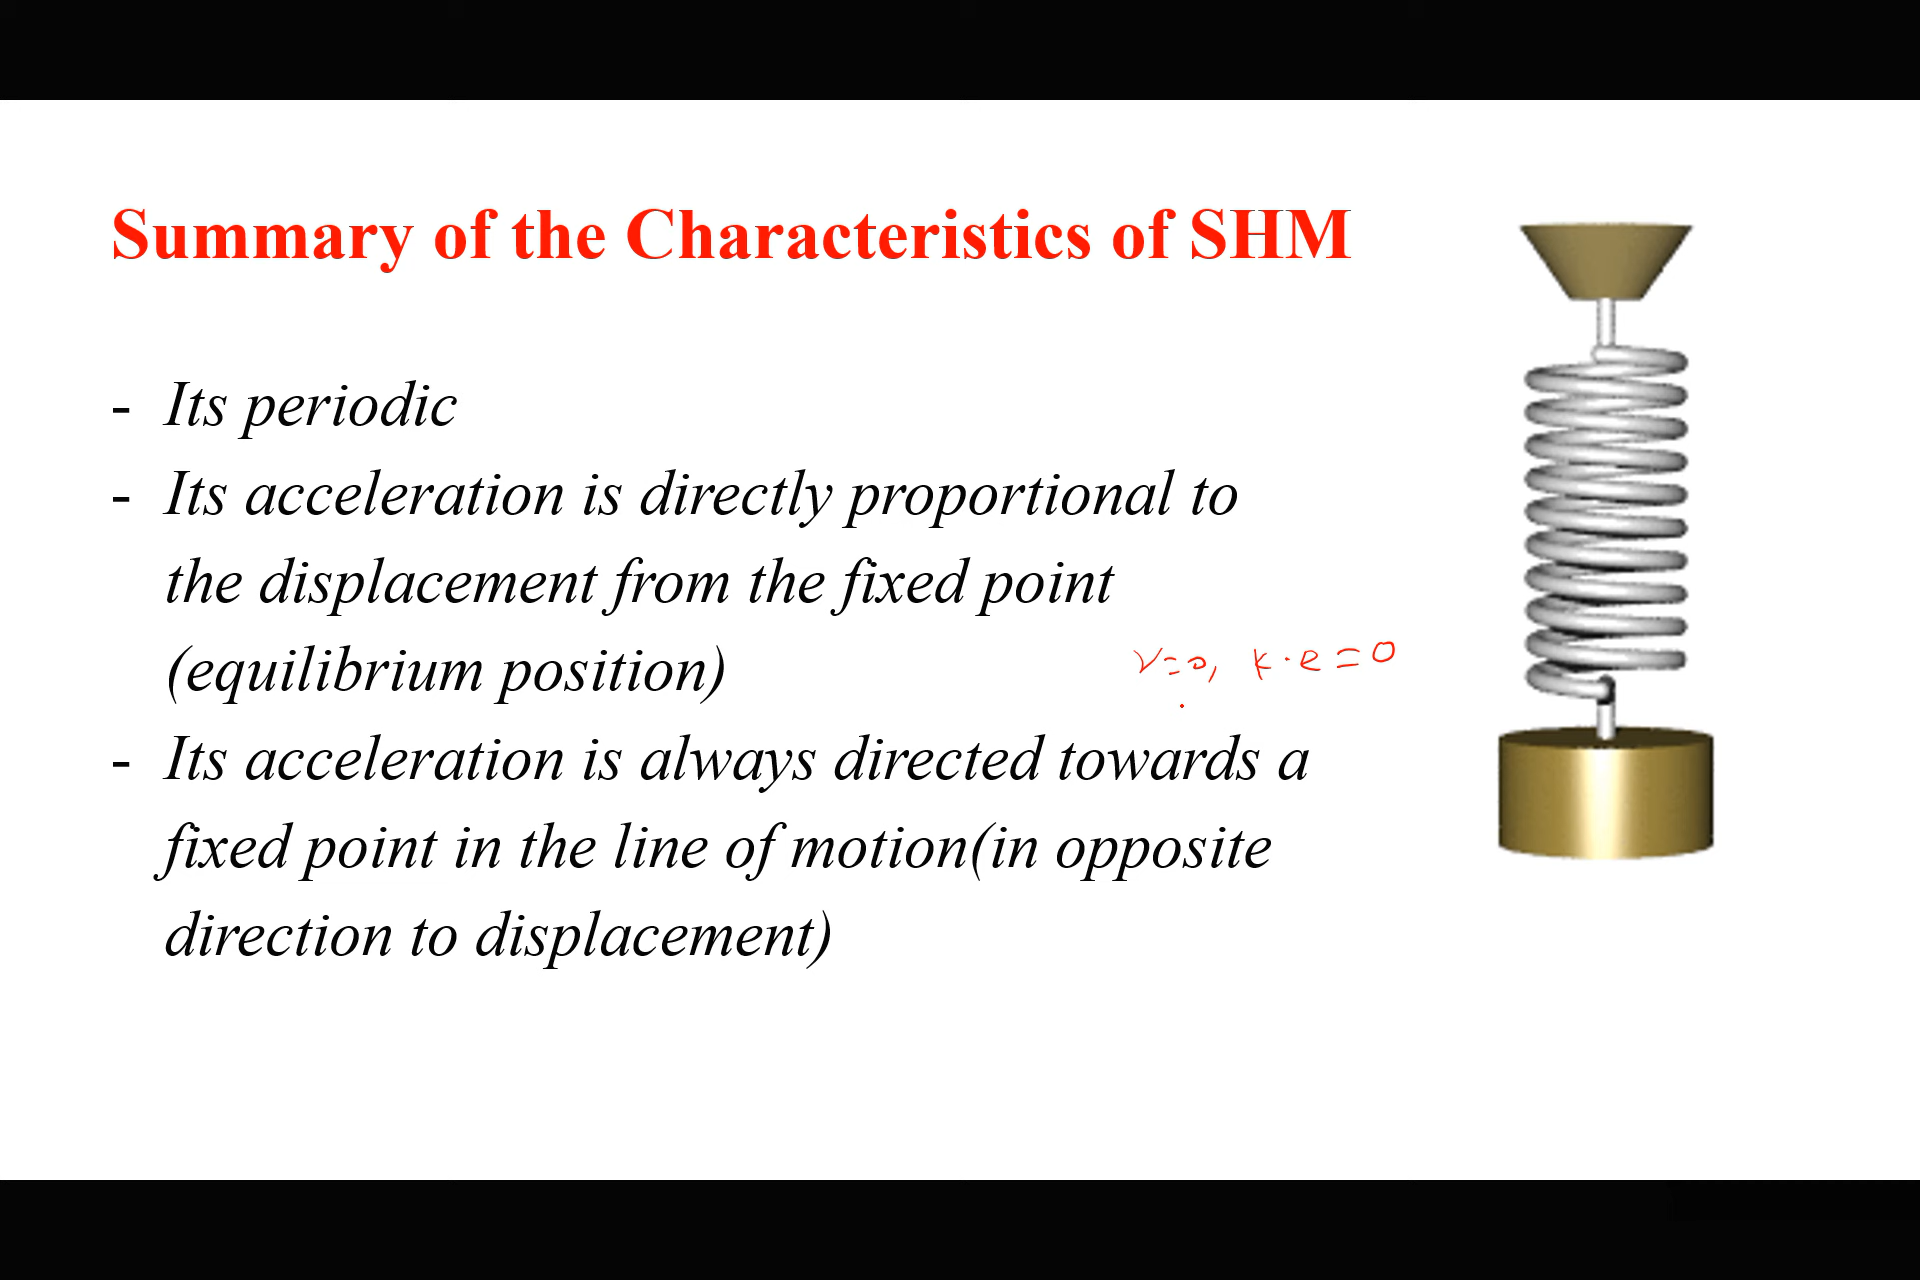 Summary of the Characteristics of SHM
- Its periodic
- Its acceleration is directly proportional to
the displacement from the fixed point
(equilibrium position)
v=0, k.e=0
- Its acceleration is always directed towards a
fixed point in the line of motion(in opposite
direction to displacement)